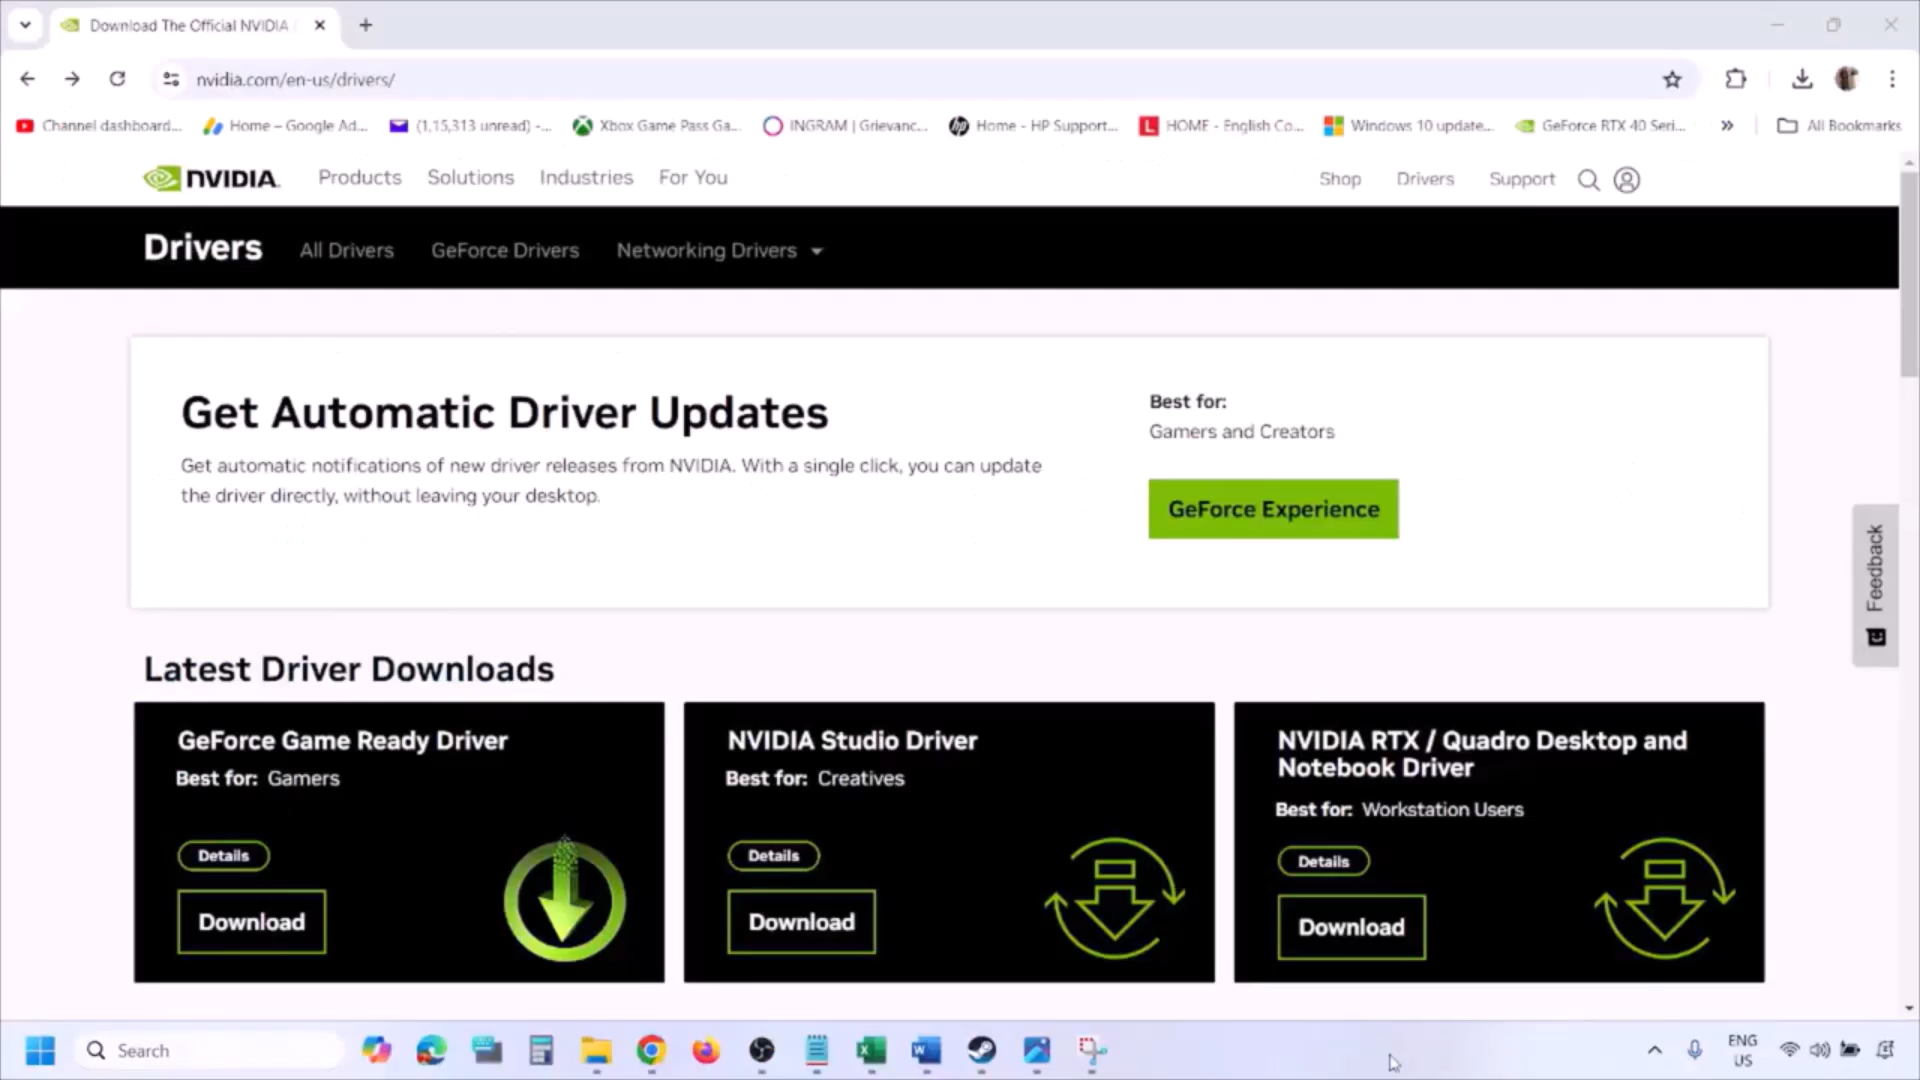 Download The Official NVIDIA
nvidia.com/en-us/drivers/
Channel dashboard...
Home – Google Ad...
(1,15,313 unread) -...
Xbox Game Pass Ga...
INGRAM | Grievanc...
Home - HP Support...
L HOME - English Co...
Windows 10 update...
GeForce RTX 40 Seri...
All Bookmarks
NVIDIA.
Products
Solutions
Industries
For You
Shop
Drivers
Support
Drivers
All Drivers
GeForce Drivers
Networking Drivers
Get Automatic Driver Updates
Get automatic notifications of new driver releases from NVIDIA. With a single click, you can update
the driver directly, without leaving your desktop.
Best for:
Gamers and Creators
GeForce Experience
Feedback
Latest Driver Downloads
GeForce Game Ready Driver
Best for: Gamers
Details
Download
NVIDIA Studio Driver
Best for: Creatives
Details
Download
NVIDIA RTX / Quadro Desktop and
Notebook Driver
Best for: Workstation Users
Details
Download
Search
ENG
US